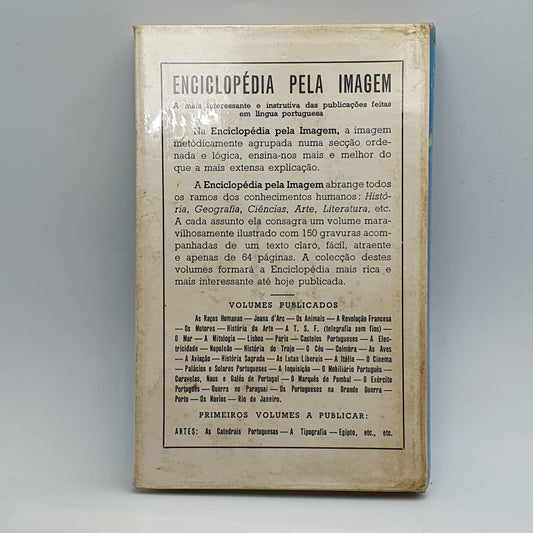 ENCICLOPÉDIA PELA IMAGEM
A mais interessante e instrutiva das publicações feitas
em língua portuguesa
Na Enciclopédia pela Imagem, a imagem
metòdicamente agrupada numa secção orde-
nada e lógica, ensina-nos mais e melhor do
que a mais extensa explicação.
A Enciclopédia pela Imagem abrange todos
os ramos dos conhecimentos humanos: Histó-
ria, Geografia, Ciências, Arte, Literatura, etc.
A cada assunto ela consagra um volume mara-
vilhosamente ilustrado com 150 gravuras acom-
panhadas de um texto claro, fácil, atraente
e apenas de 64 páginas. A colecção destes
volumes formará a Enciclopédia mais rica e
mais interessante até hoje publicada.
VOLUMES PUBLICADOS
As Raças Humanas — Joana d'Arc — Os Animais — A Revolução Francesa
— Os Motores — História da Arte — A T. S. F. (telegrafia sem fios) —
O Mar — A Mitologia — Lisboa — Paris — Castelos Portugueses — A Elec-
tricidade — Napoleão — História do Trajo — O Céu — Coimbra — As Aves
— A Aviação — História Sagrada — As Lutas Liberais — A Itália — O Cinema
— Palácios e Solares Portugueses — A Inquisição — O Mobiliário Português
Caravelas, Naus e Galés de Portugal — O Marquês de Pombal — O Exército
Português — Guerra no Paraguai — Os Portugueses na Grande Guerra —
Porto — Os Navios — Rio de Janeiro.
PRIMEIROS VOLUMES A PUBLICAR:
ARTES: As Catedrais Portuguesas — A Tipografia — Egipto, etc., etc.